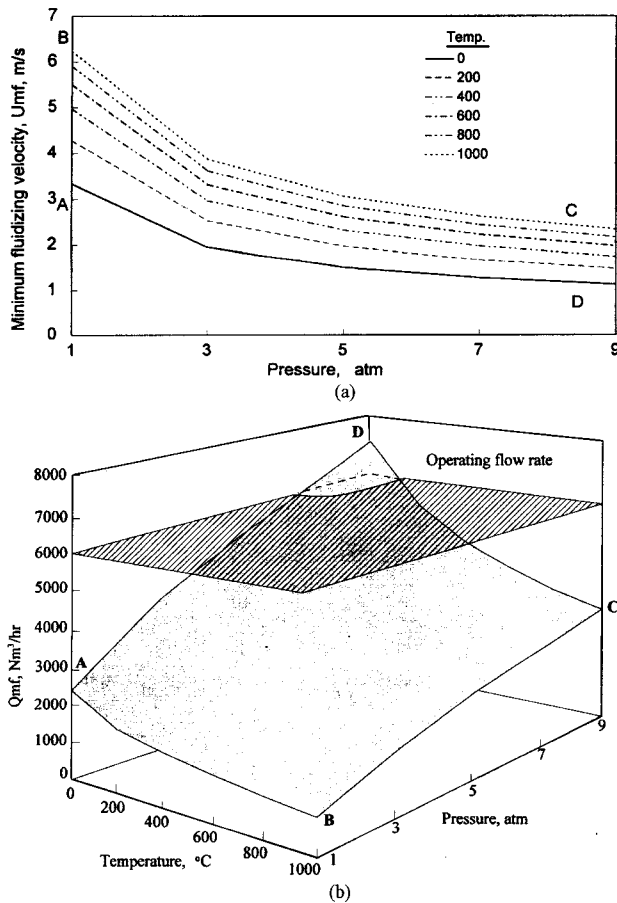 Minimum fluidizing velocity, Umf, m/s
7
6
5
4
3
2
1
0
B
A
C
D
Temp.
0
200
400
600
800
1000
1 3 5 7 9
Pressure, atm
(a)
D
Operating flow rate
Qmf, Nm³/hr
8000
7000
6000
5000
4000
3000
2000
1000
0
A
C
B
0
200
400
600
800
1000
Temperature, °C
1
3
5
7
9
Pressure, atm
(b)